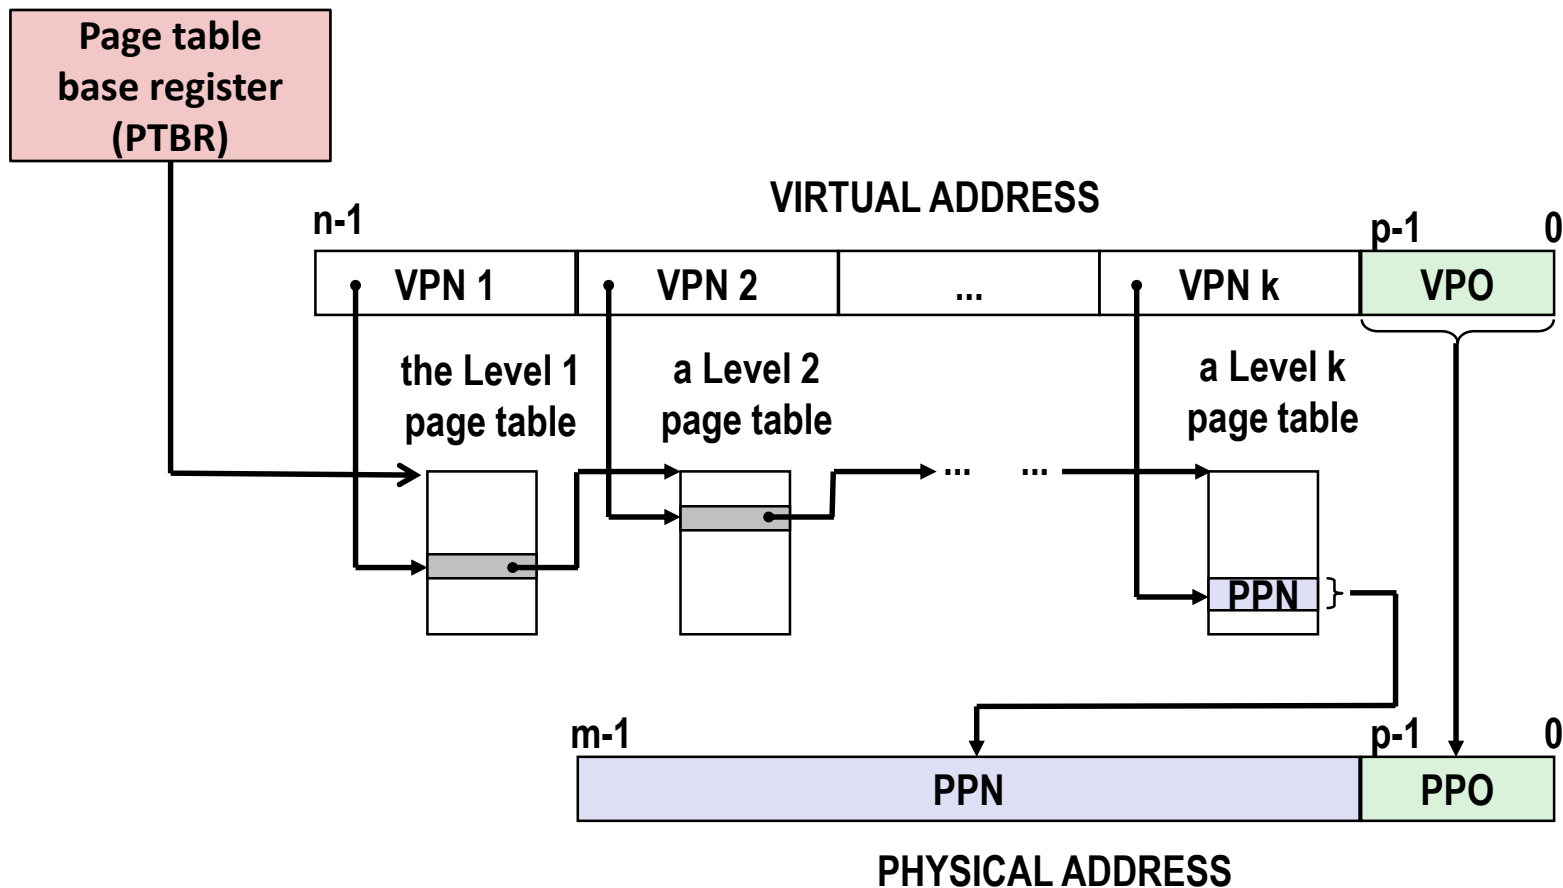 Page table
base register
(PTBR)
VIRTUAL ADDRESS
n-1
p-1
0
VPN 1
VPN 2
...
VPN k
VPO
the Level 1
page table
a Level 2
page table
a Level k
page table
...
...
PPN
m-1
p-1
0
PPN
PPO
PHYSICAL ADDRESS